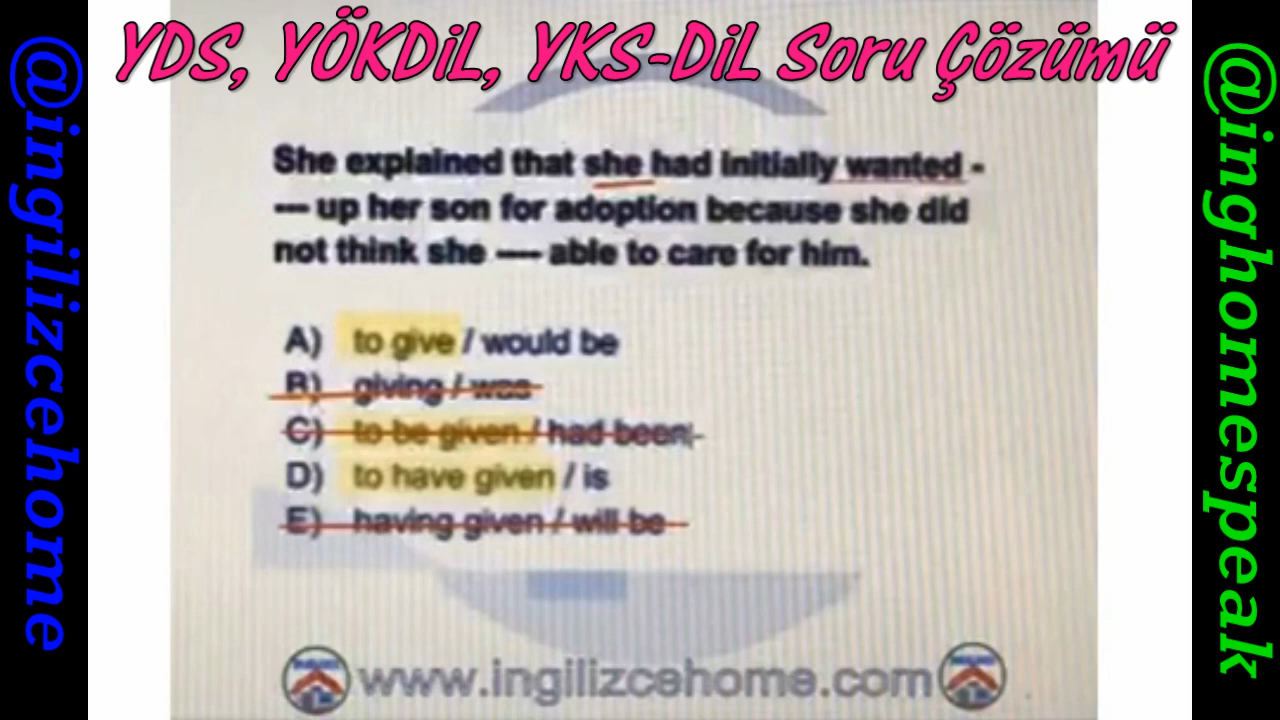 YDS, YÖKDiL, YKS-DiL Soru Çözümü
@ingilizcehome
She explained that she had initially wanted -
--- up her son for adoption because she did
not think she ---- able to care for him.
A) to give / would be
B) giving / was
C) to be given / had been
D) to have given / is
E) having given / will be
www.ingilizcehome.com
@inghomespeak